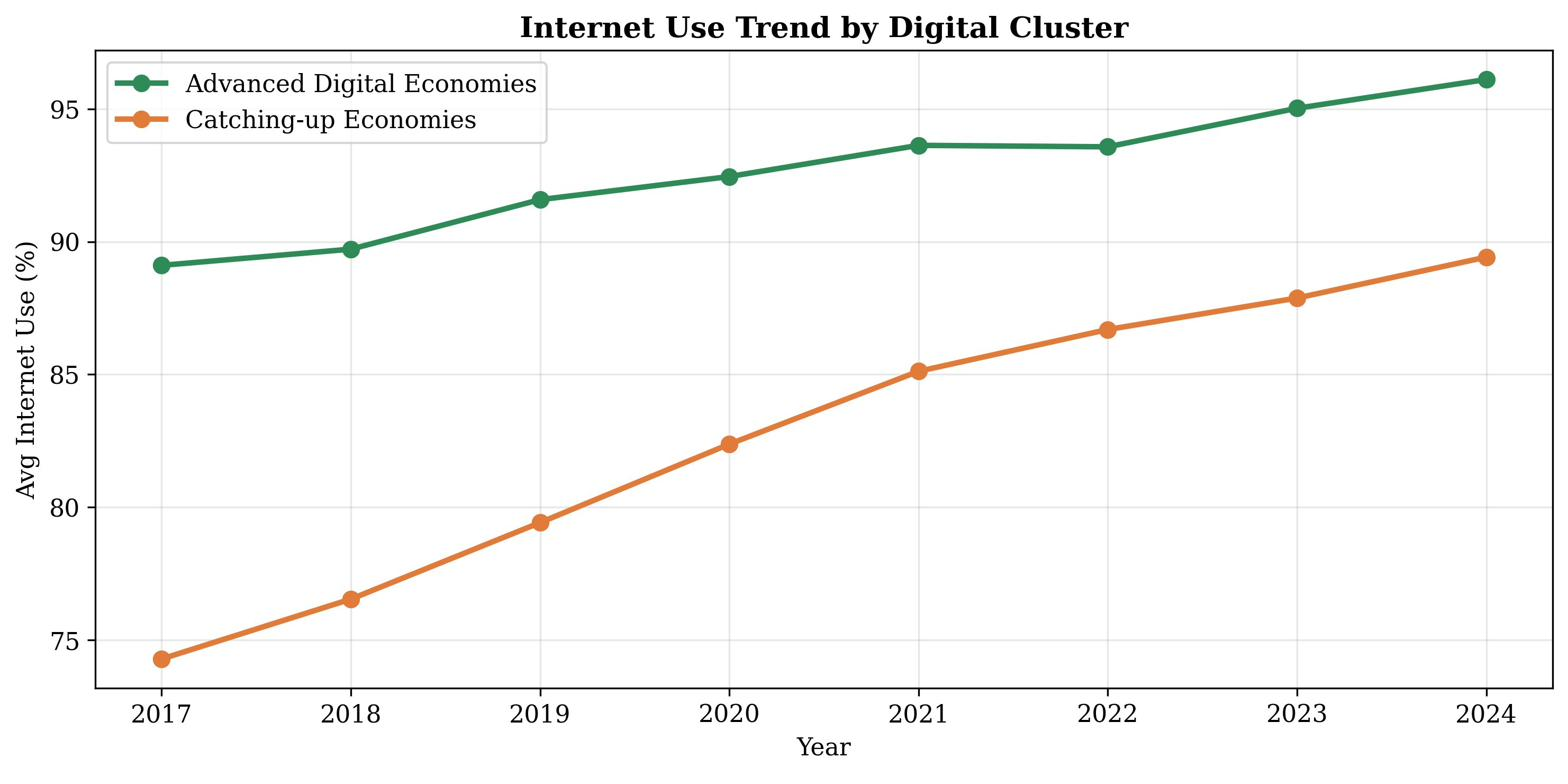 Internet Use Trend by Digital Cluster
Advanced Digital Economies
Catching-up Economies
Avg Internet Use (%)
95
90
85
80
75
2017 2018 2019 2020 2021 2022 2023 2024
Year